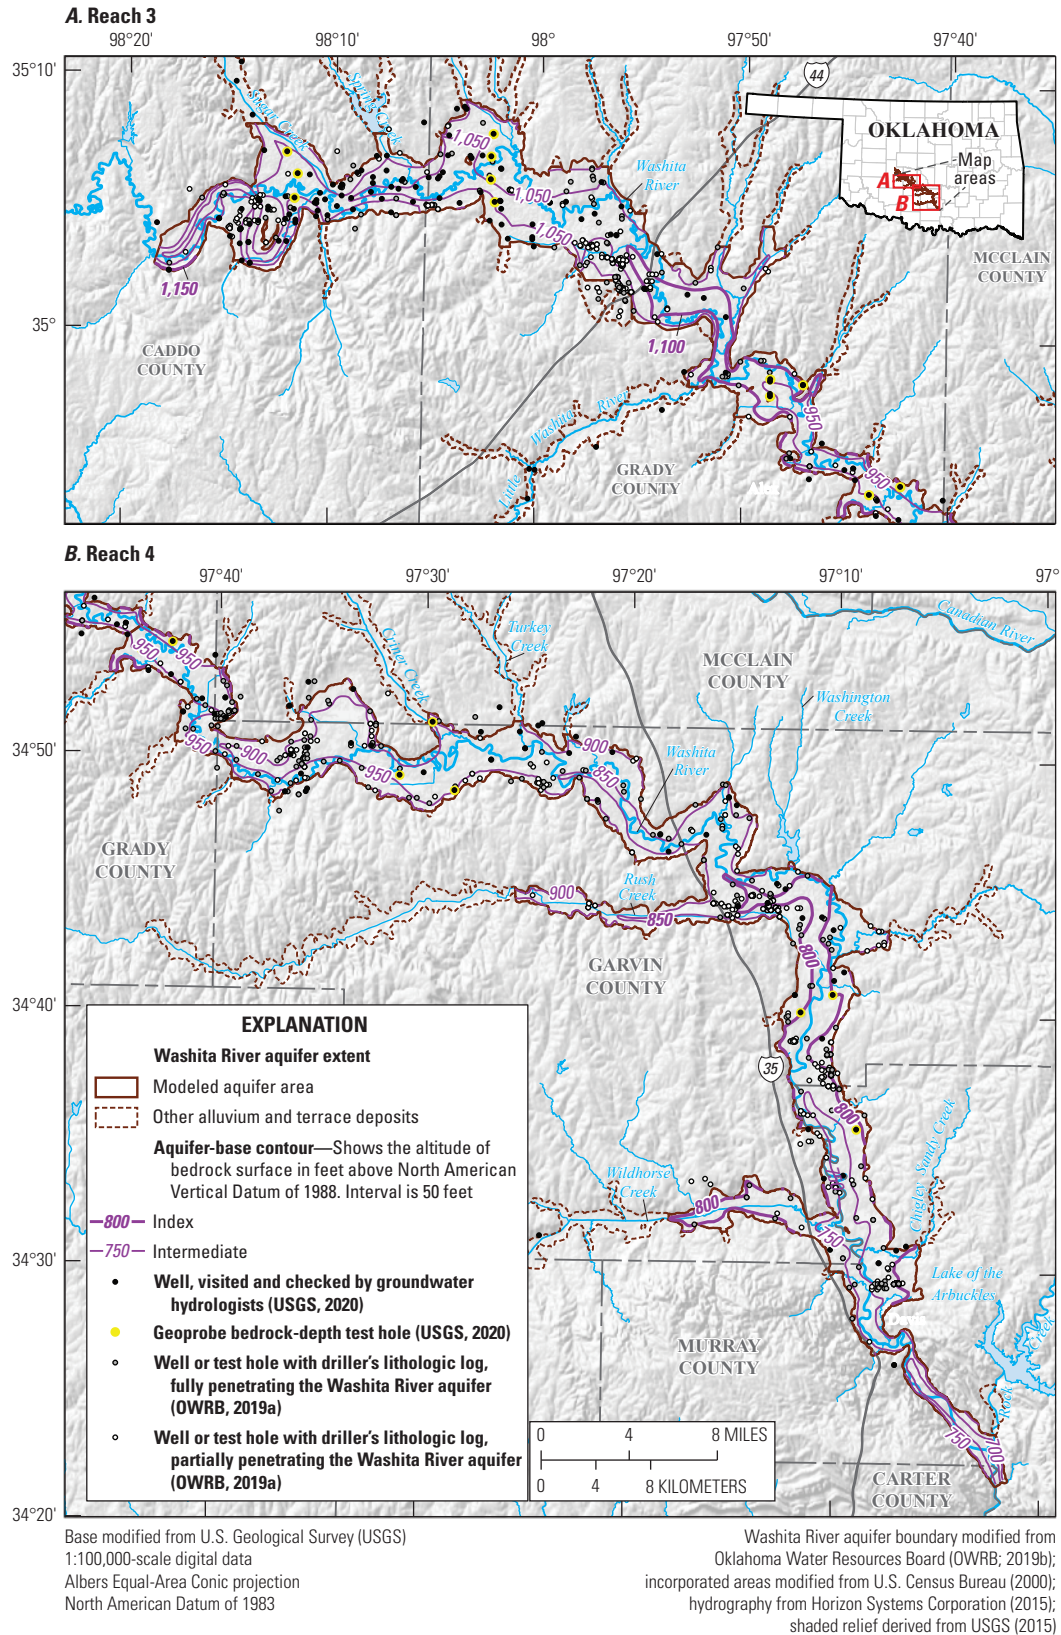 A. Reach 3
98°20'
98°10'
98°
97°50'
97°40'
35°10'
35°
44
Sugar Creek
Spring Creek
1,050
1,050
1,050
Washita
River
OKLAHOMA
Map
areas
A
B
MCCLAIN
COUNTY
1,150
CADDO
COUNTY
1,100
Little Washita River
GRADY
COUNTY
950
950
B. Reach 4
97°40'
97°30'
97°20'
97°10'
97°
34°50'
34°40'
34°30'
34°20'
Canadian River
Criner Creek
Turkey
Creek
MCCLAIN
COUNTY
Washington
Creek
950
950
950
900
950
900
850
Washita
River
GRADY
COUNTY
Rush
Creek
900
850
800
GARVIN
COUNTY
35
800
Chigley Sandy Creek
Wildhorse
Creek
800
750
Lake of the
Arbuckles
MURRAY
COUNTY
Rock Creek
750
700
CARTER
COUNTY
EXPLANATION
Washita River aquifer extent
Modeled aquifer area
Other alluvium and terrace deposits
Aquifer-base contour—Shows the altitude of
bedrock surface in feet above North American
Vertical Datum of 1988. Interval is 50 feet
800 Index
750 Intermediate
Well, visited and checked by groundwater
hydrologists (USGS, 2020)
Geoprobe bedrock-depth test hole (USGS, 2020)
Well or test hole with driller's lithologic log,
fully penetrating the Washita River aquifer
(OWRB, 2019a)
Well or test hole with driller's lithologic log,
partially penetrating the Washita River aquifer
(OWRB, 2019a)
0 4 8 MILES
0 4 8 KILOMETERS
Base modified from U.S. Geological Survey (USGS)
1:100,000-scale digital data
Albers Equal-Area Conic projection
North American Datum of 1983
Washita River aquifer boundary modified from
Oklahoma Water Resources Board (OWRB; 2019b);
incorporated areas modified from U.S. Census Bureau (2000);
hydrography from Horizon Systems Corporation (2015);
shaded relief derived from USGS (2015)